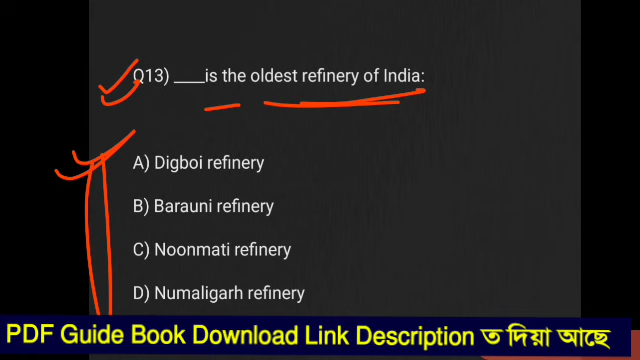 Q13) ____is the oldest refinery of India:
A) Digboi refinery
B) Barauni refinery
C) Noonmati refinery
D) Numaligarh refinery
PDF Guide Book Download Link Description ত দিয়া আছে